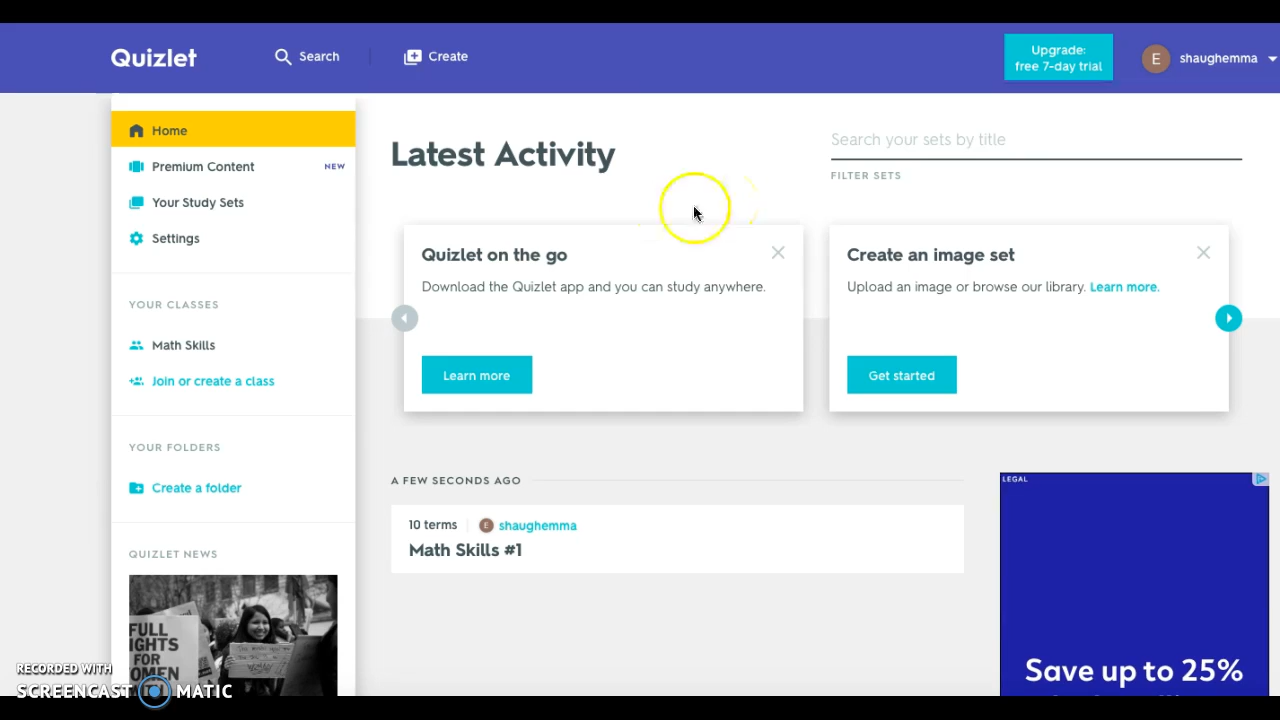 Quizlet
Search
Create
Upgrade:
free 7-day trial
E
shaughemma
Home
Premium Content
NEW
Your Study Sets
Settings
YOUR CLASSES
Math Skills
Join or create a class
YOUR FOLDERS
Create a folder
QUIZLET NEWS
FULL
RIGHTS
FOR
WOMEN
Latest Activity
Search your sets by title
FILTER SETS
Quizlet on the go
Download the Quizlet app and you can study anywhere.
Learn more
Create an image set
Upload an image or browse our library. Learn more.
Get started
A FEW SECONDS AGO
10 terms
E
shaughemma
Math Skills #1
LEGAL
Save up to 25%
RECORDED WITH
SCREENCAST MATIC